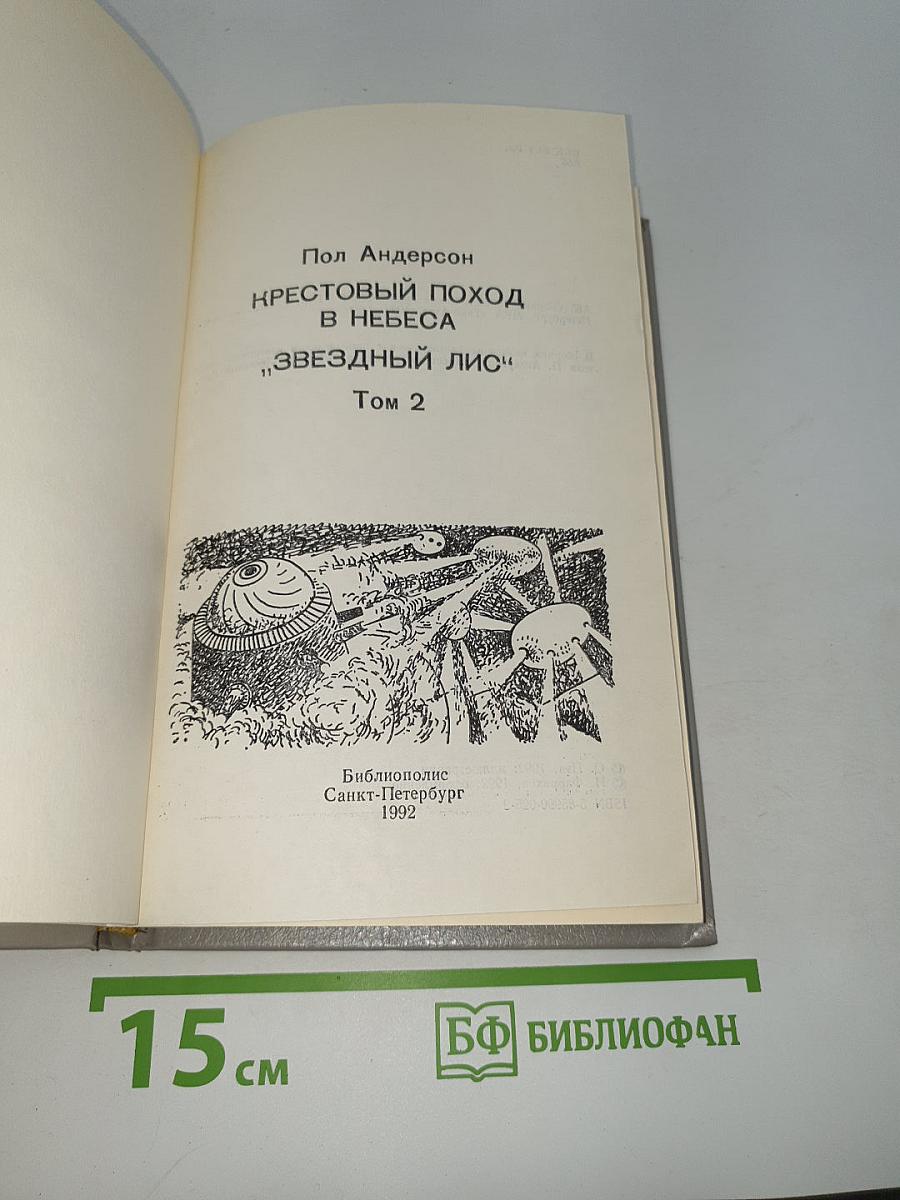 Пол Андерсон
КРЕСТОВЫЙ ПОХОД
В НЕБЕСА
„ЗВЕЗДНЫЙ ЛИС“
Том 2
Библиополис
Санкт-Петербург
1992
15 см
БФ БИБЛИОФАН